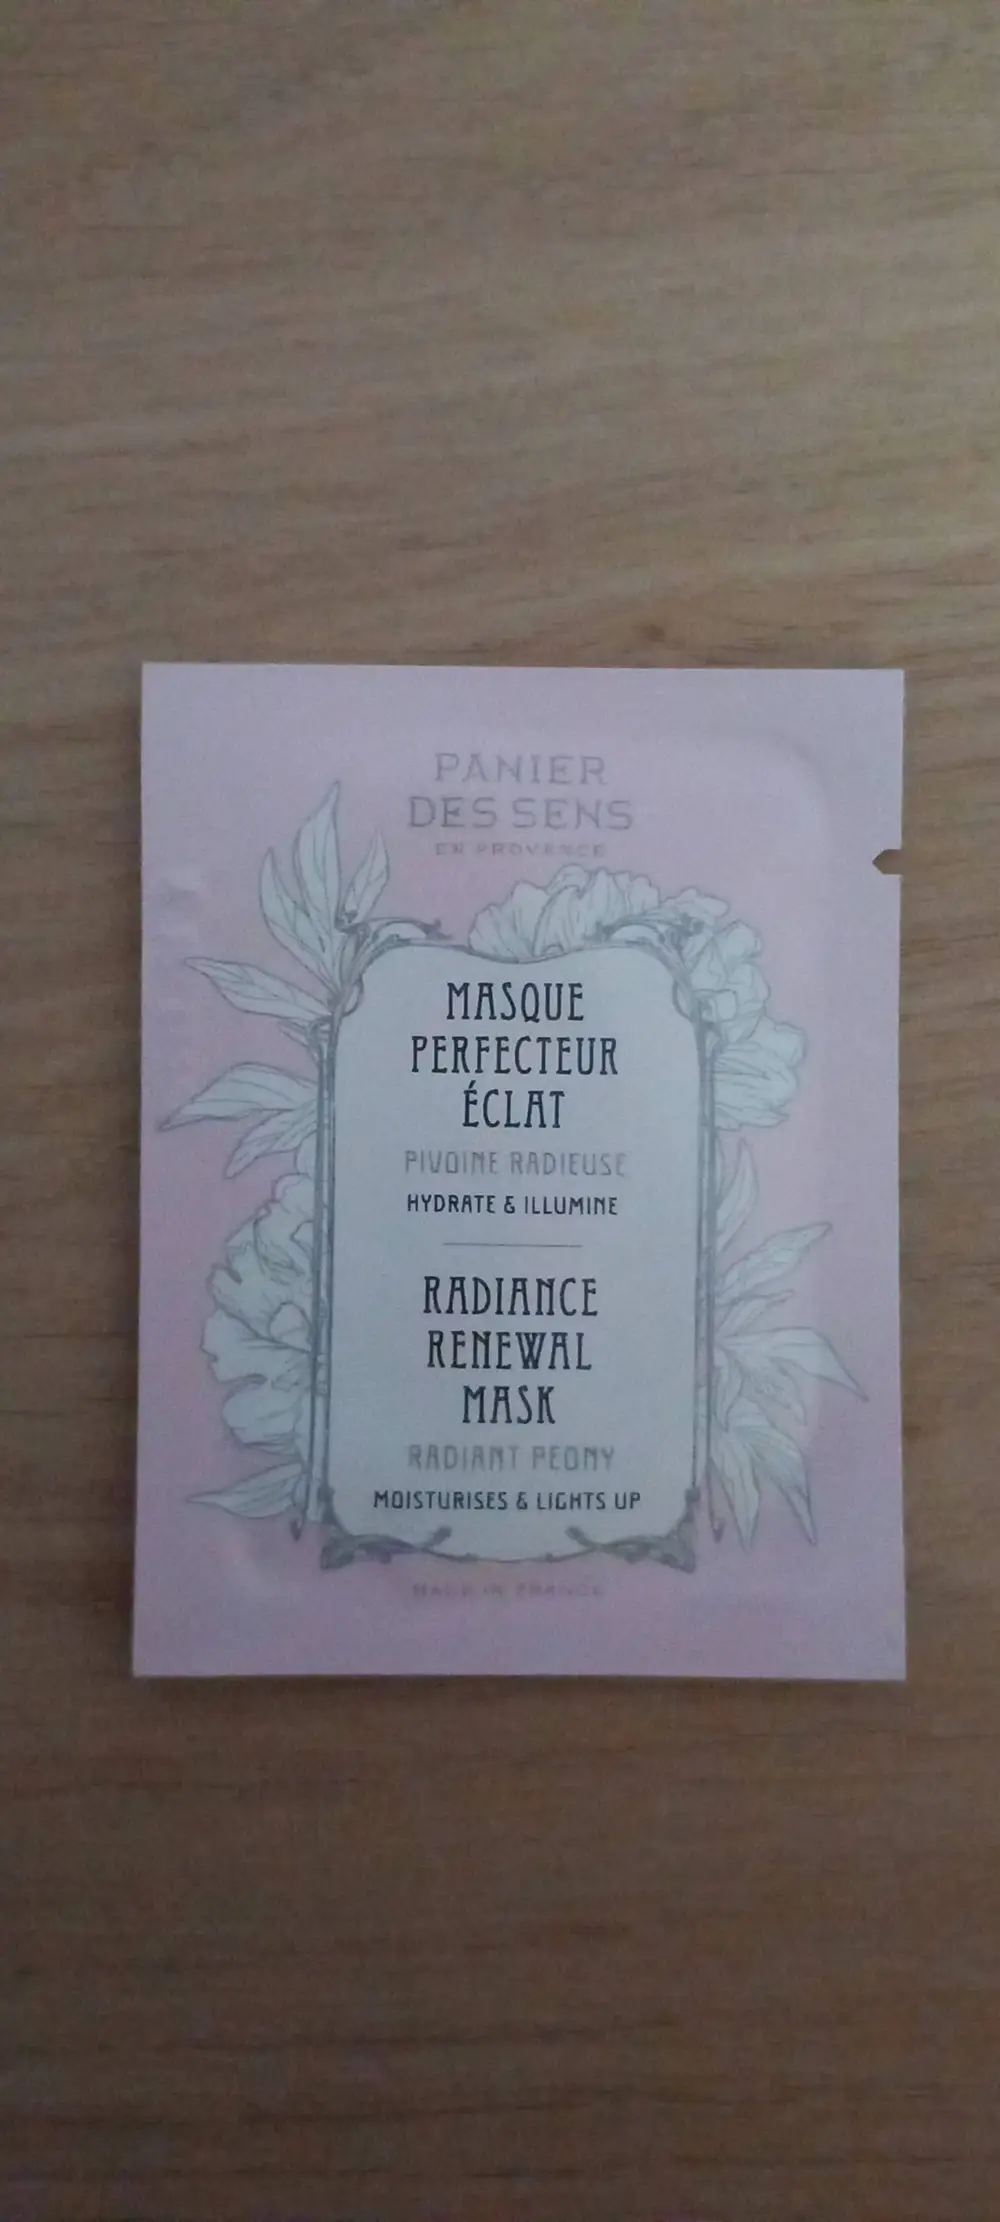 PANIER
DES SENS
EN PROVENCE
MASQUE
PERFECTEUR
ÉCLAT
PIVOINE RADIEUSE
HYDRATE & ILLUMINE
RADIANCE
RENEWAL
MASK
RADIANT PEONY
MOISTURISES & LIGHTS UP
MADE IN FRANCE